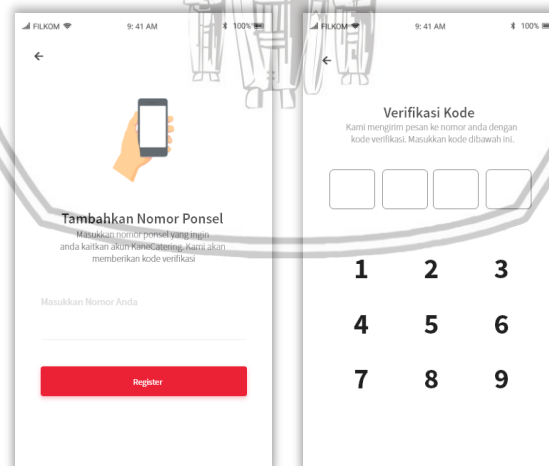 FILKOM 9: 41 AM 100%
Tambahkan Nomor Ponsel
Masukkan nomor ponsel yang ingin
anda kaitkan akun KaneCatering. Kami akan
memberikan kode verifikasi
Masukkan Nomor Anda
Register
FILKOM 9: 41 AM 100%
Verifikasi Kode
Kami mengirim pesan ke nomor anda dengan
kode verifikasi. Masukkan kode dibawah ini.
1 2 3
4 5 6
7 8 9